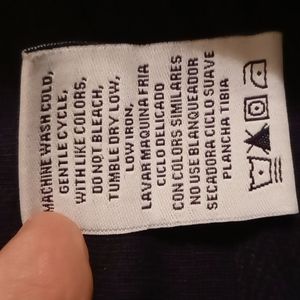 MACHINE WASH COLD,
GENTLE CYCLE,
WITH LIKE COLORS,
DO NOT BLEACH,
TUMBLE DRY LOW,
LOW IRON,
LAVAR MAQUINA FRIA
CICLO DELICADO
CON COLORS SIMILARES
NO USE BLANQUEADOR
SECADORA CICLO SUAVE
PLANCHA TIBIA